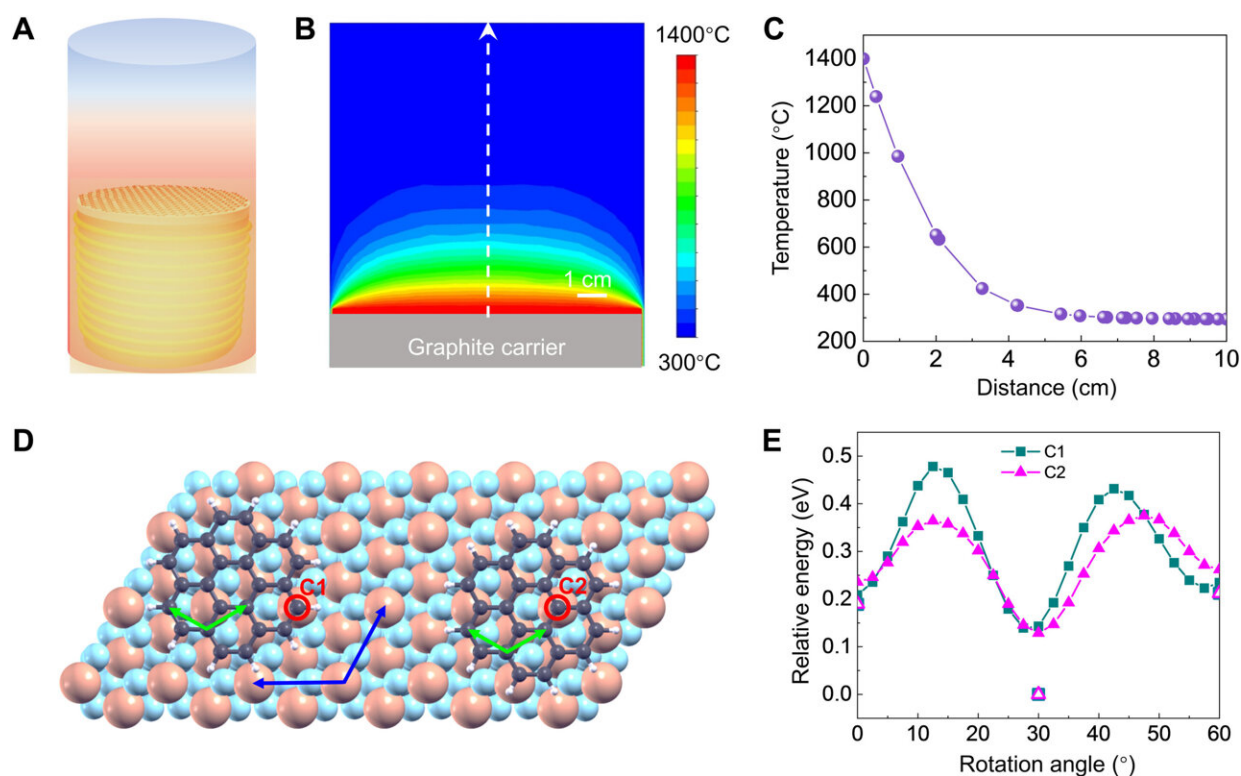 A
B
1400°C
300°C
1 cm
Graphite carrier
C
Temperature (°C)
1400
1200
1000
800
600
400
300
200
0
2
4
6
8
10
Distance (cm)
D
C1
C2
E
C1
C2
Relative energy (eV)
0.5
0.4
0.3
0.2
0.1
0.0
0
10
20
30
40
50
60
Rotation angle (°)